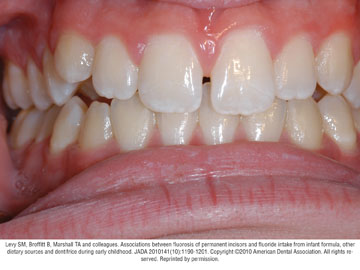 Levy SM, Broffitt B, Marshall TA and colleagues. Associations between fluorosis of permanent incisors and fluoride intake from infant formula, other
dietary sources and dentifrice during early childhood. JADA 2010141(10):1190-1201. Copyright ©2010 American Dental Association. All rights re-
served. Reprinted by permission.